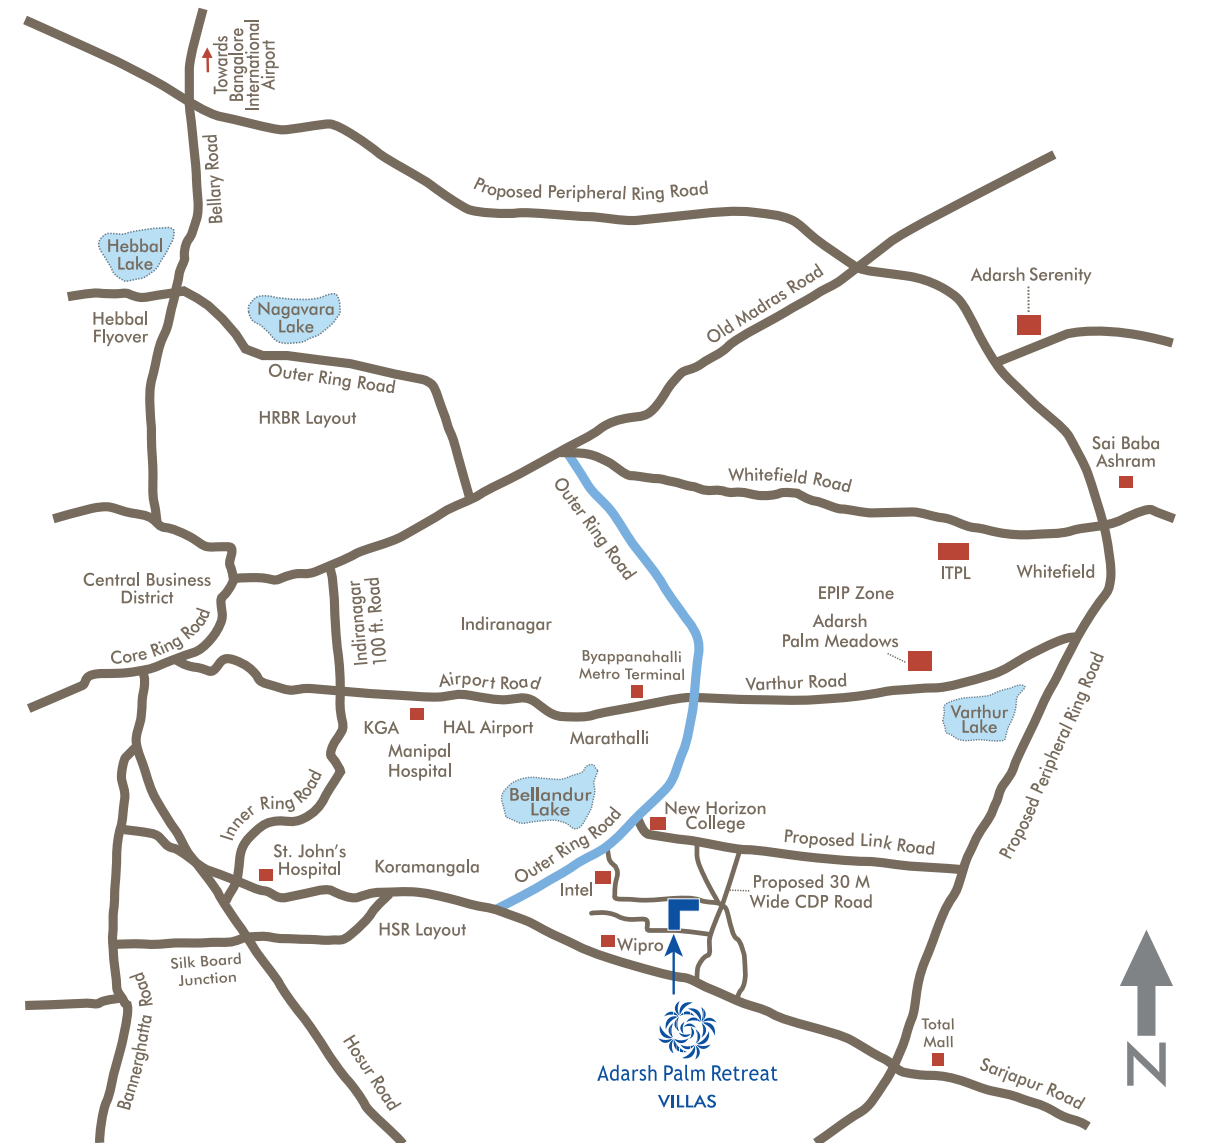 Towards
Bangalore
International
Airport
Bellary Road
Proposed Peripheral Ring Road
Hebbal
Lake
Nagavara
Lake
Hebbal
Flyover
Outer Ring Road
HRBR Layout
Old Madras Road
Adarsh Serenity
Sai Baba
Ashram
Whitefield Road
Outer Ring Road
ITPL
Whitefield
Central Business
District
Core Ring Road
Indiranagar
100 ft. Road
Indiranagar
EPIP Zone
Adarsh
Palm Meadows
Byappanahalli
Metro Terminal
Airport Road
Varthur Road
Varthur
Lake
Proposed Peripheral Ring Road
KGA
HAL Airport
Marathalli
Manipal
Hospital
Bellandur
Lake
Inner Ring Road
Outer Ring Road
New Horizon
College
Proposed Link Road
St. John's
Hospital
Koramangala
Intel
Proposed 30 M
Wide CDP Road
HSR Layout
Wipro
Silk Board
Junction
Bannerghatta Road
Hosur Road
Adarsh Palm Retreat
VILLAS
Total
Mall
Sarjapur Road
N